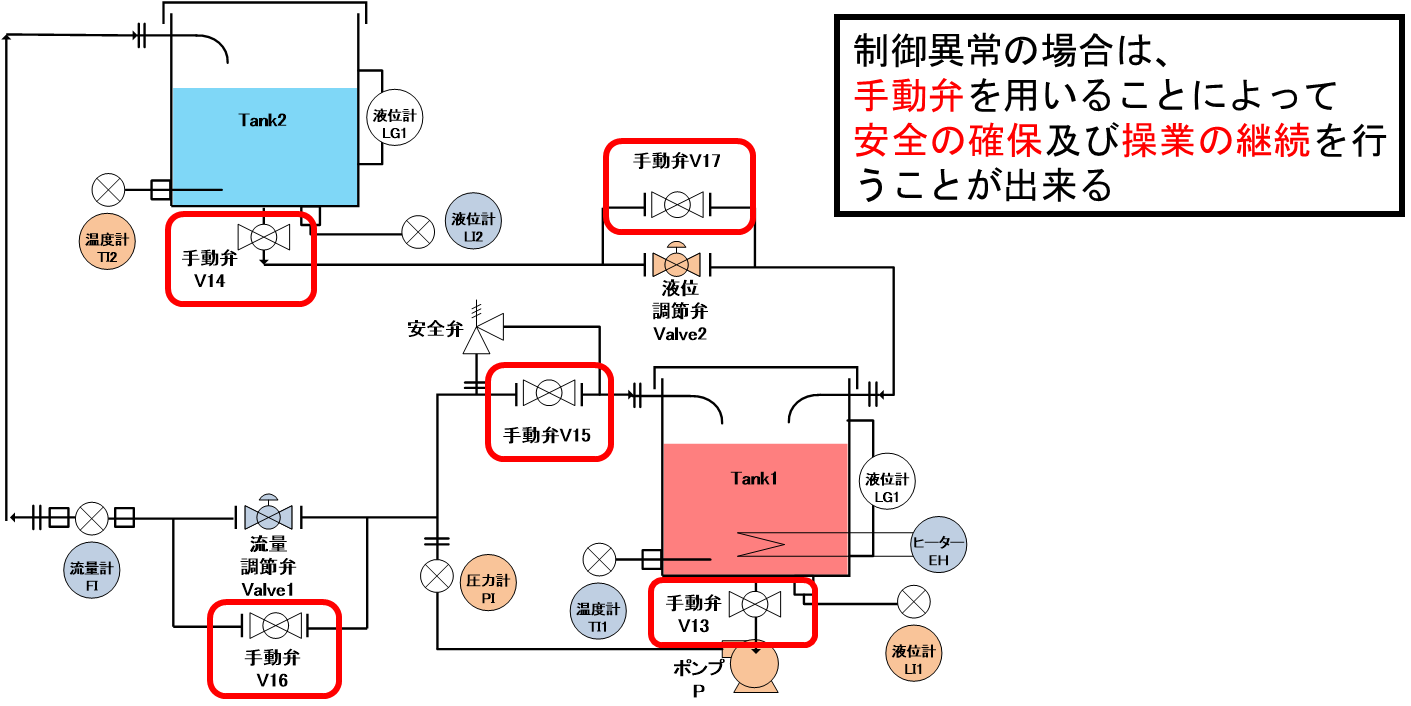 制御異常の場合は、
手動弁を用いることによって
安全の確保及び操業の継続を行
うことが出来る
Tank2
液位計
LG1
温度計
TI2
液位計
LI2
手動弁
V14
手動弁V17
液位
調節弁
Valve2
安全弁
手動弁V15
Tank1
液位計
LG1
ヒーター
EH
流量計
FI
流量
調節弁
Valve1
手動弁
V16
圧力計
PI
温度計
TI1
手動弁
V13
ポンプ
P
液位計
LI1